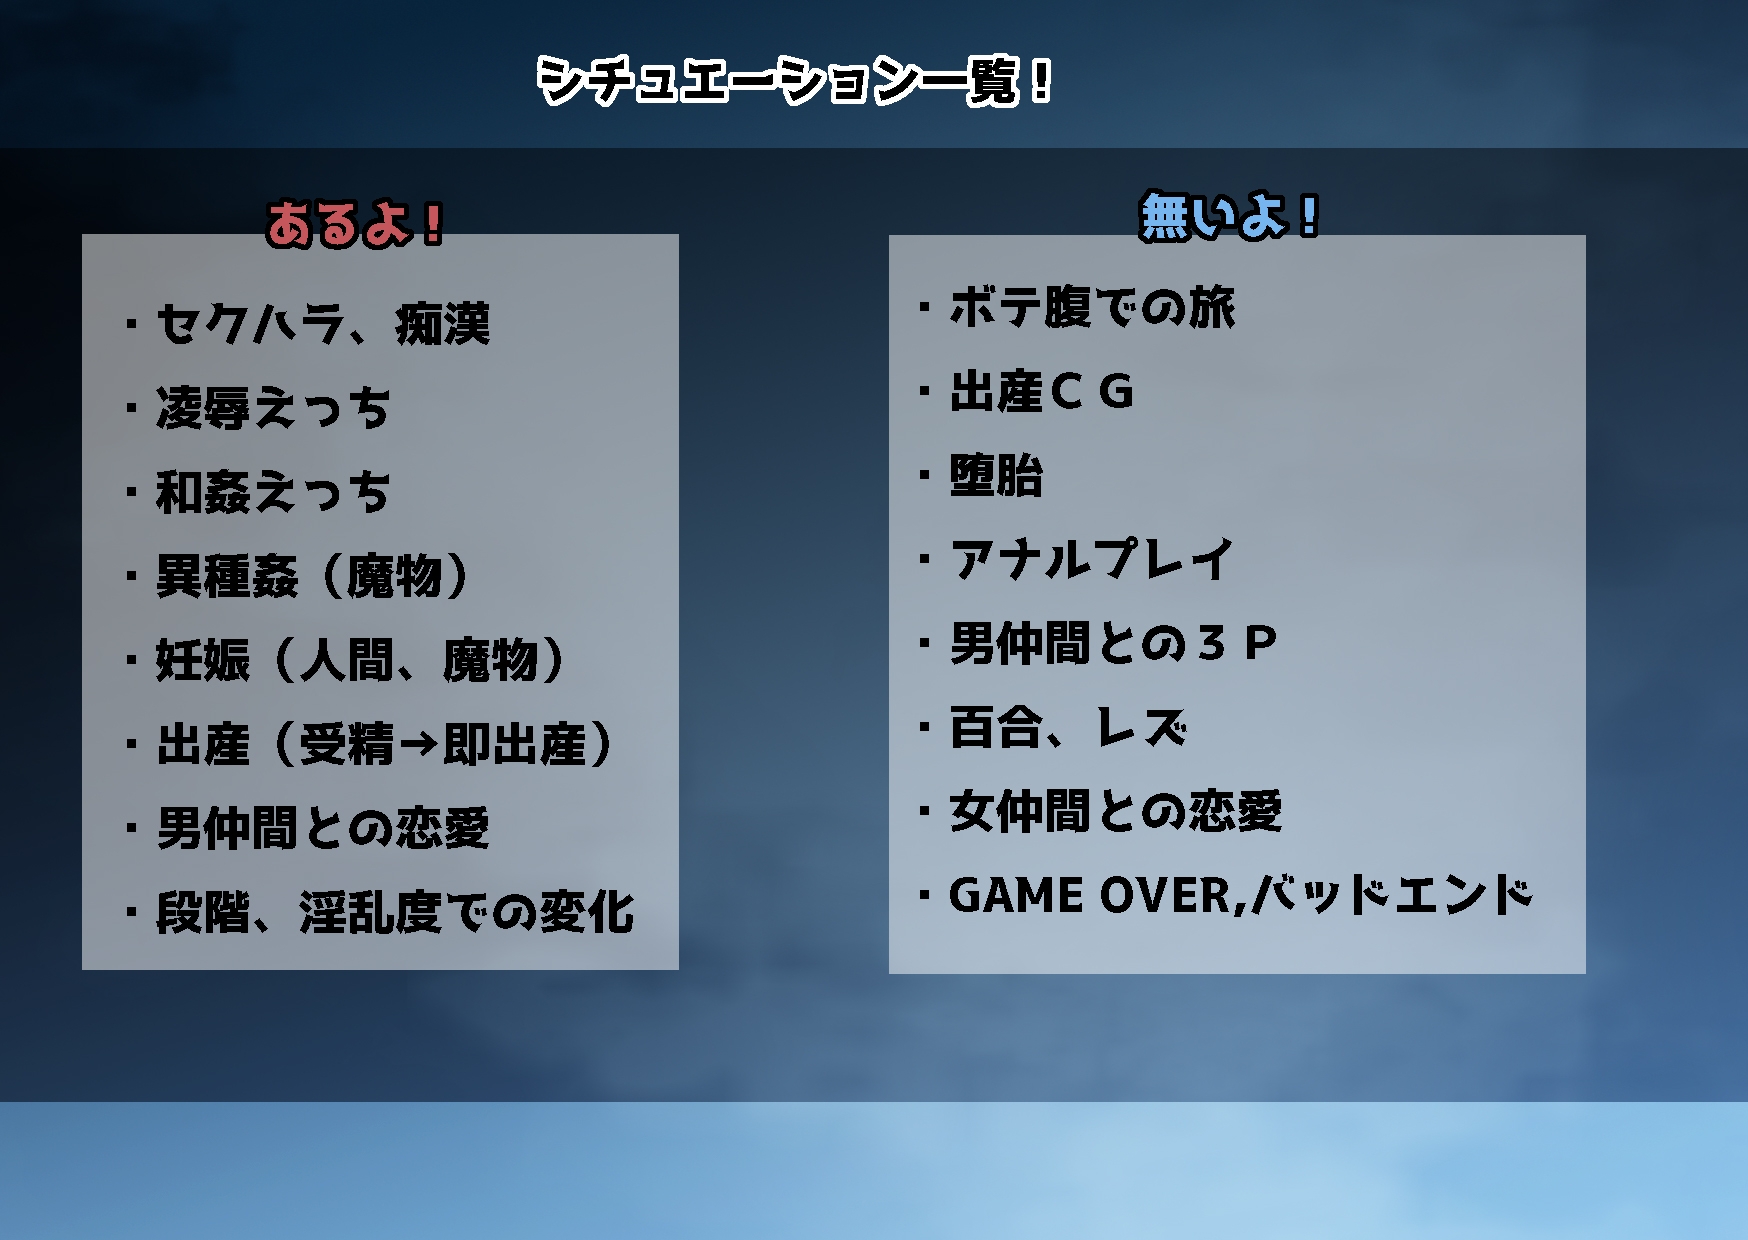 シチュエーション一覧！
あるよ！
・セクハラ、痴漢
・凌辱えっち
・和姦えっち
・異種姦（魔物）
・妊娠（人間、魔物）
・出産（受精→即出産）
・男仲間との恋愛
・段階、淫乱度での変化
無いよ！
・ボテ腹での旅
・出産ＣＧ
・堕胎
・アナルプレイ
・男仲間との３Ｐ
・百合、レズ
・女仲間との恋愛
・GAME OVER,バッドエンド